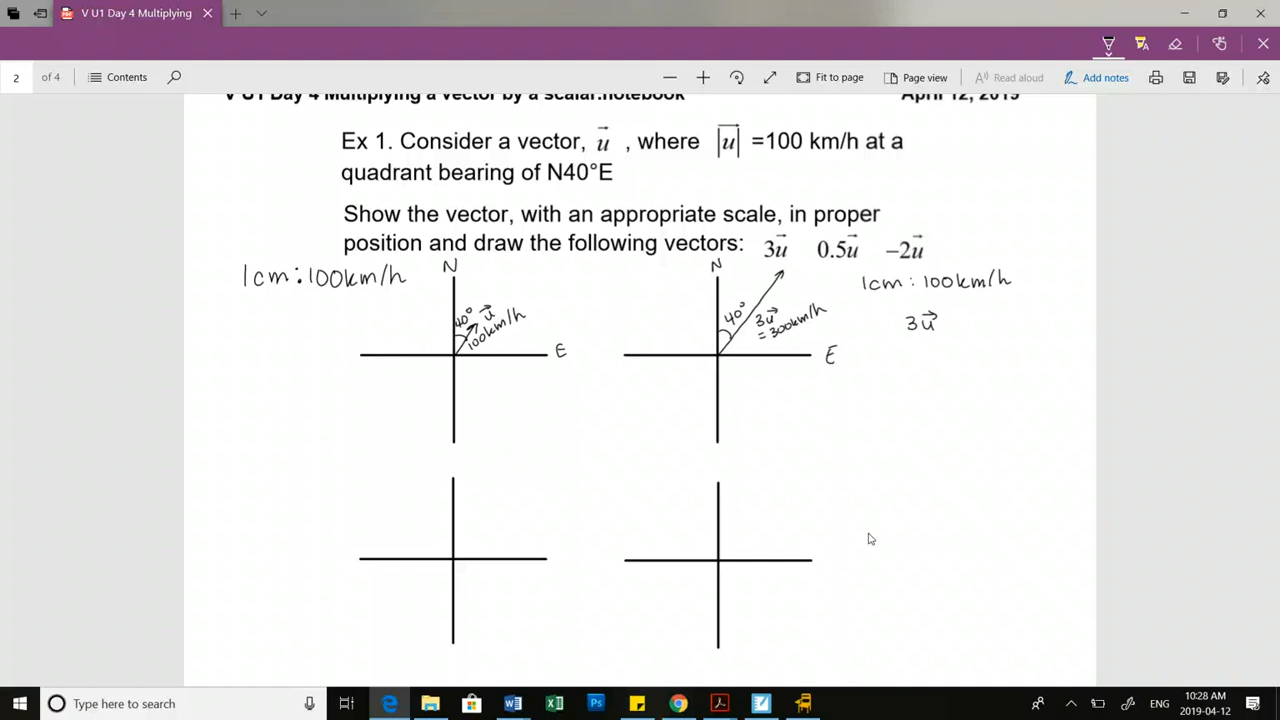 V U1 Day 4 Multiplying
2 of 4 Contents Fit to page Page view Read aloud Add notes
V U1 Day 4 Multiplying a vector by a scalar.notebook April 12, 2019
Ex 1. Consider a vector, u⃗ , where |u⃗| =100 km/h at a
quadrant bearing of N40°E
Show the vector, with an appropriate scale, in proper
position and draw the following vectors: 3u⃗ 0.5u⃗ −2u⃗
1cm : 100km/h
N
40° u⃗
100km/h
E
N
40° 3u⃗
= 300km/h
E
1cm : 100km/h
3u⃗
Type here to search
10:28 AM
2019-04-12